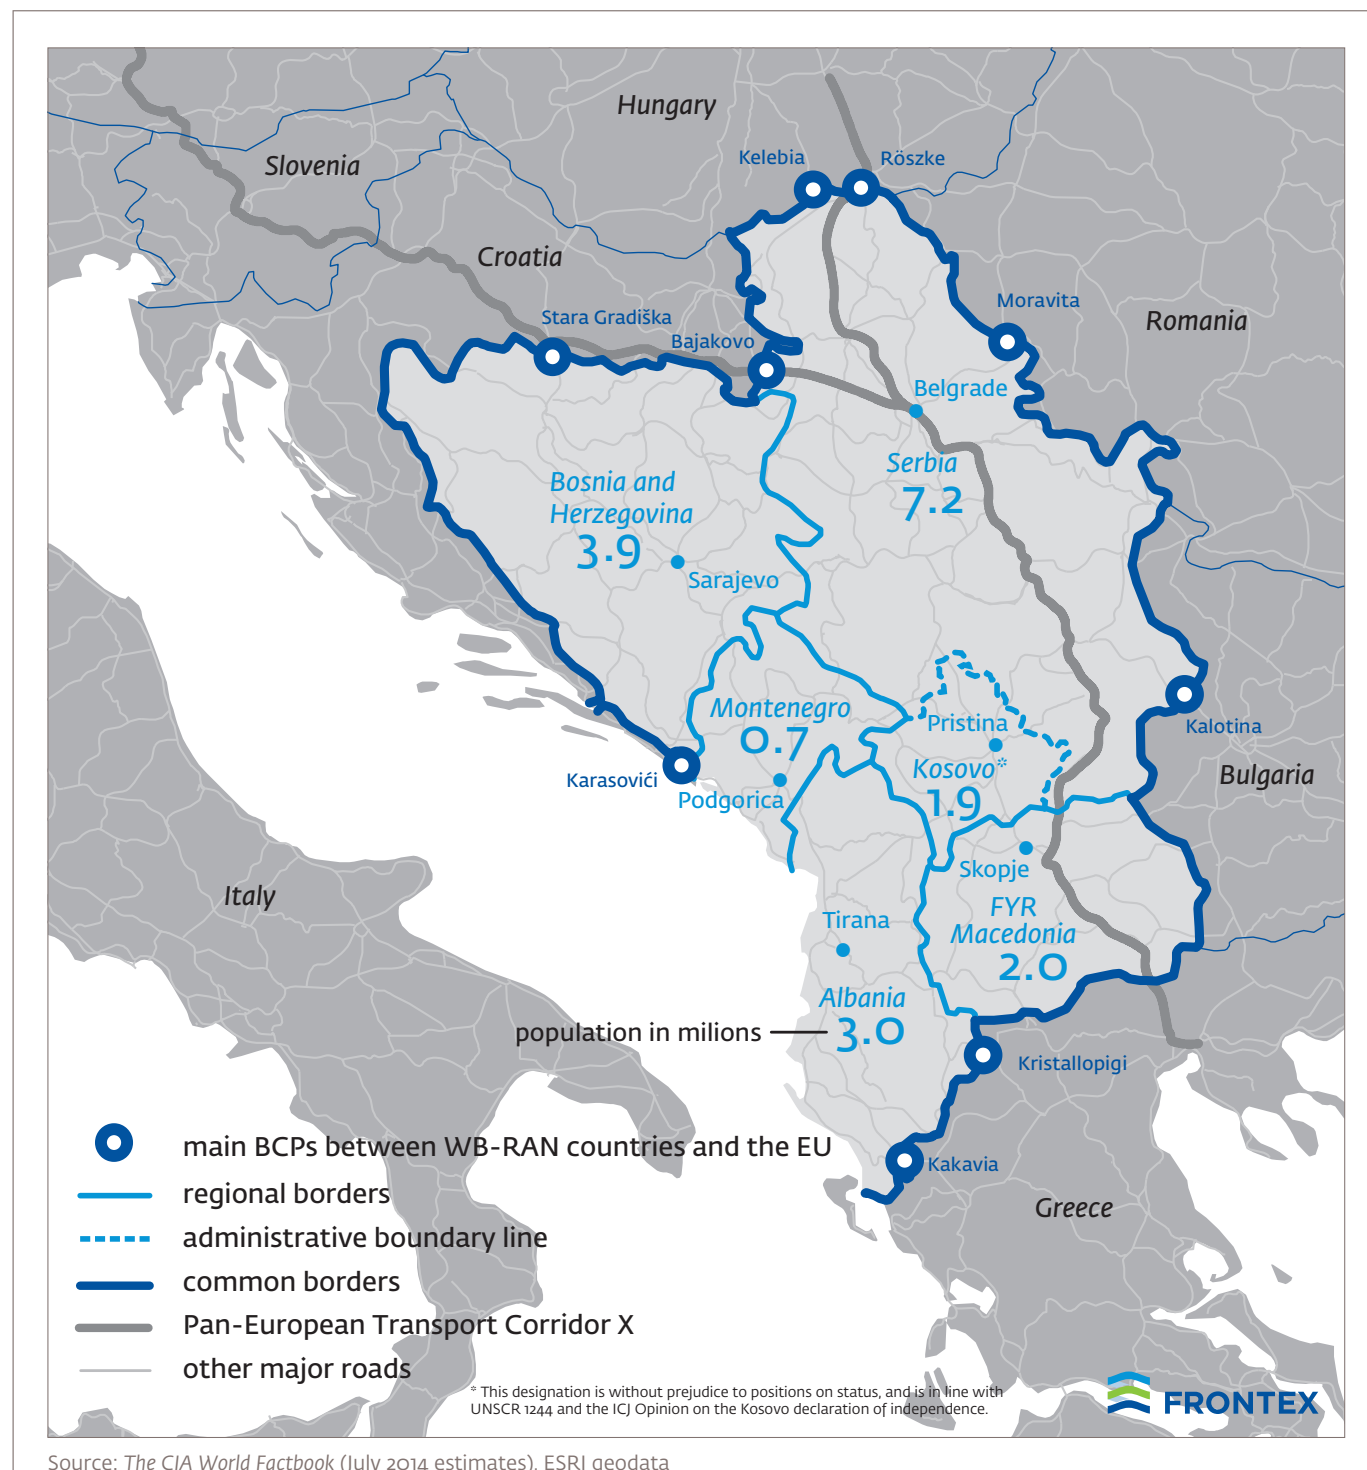 Hungary
Kelebia
Röszke
Slovenia
Croatia
Moravita
Stara Gradiška
Romania
Bajakovo
Belgrade
Serbia
7.2
Bosnia and
Herzegovina
3.9
Sarajevo
Montenegro
0.7
Pristina
Kalotina
Kosovo*
1.9
Bulgaria
Karasovići
Podgorica
Skopje
Italy
FYR
Macedonia
2.0
Tirana
Albania
3.0
population in milions
Kristallopigi
Kakavia
Greece
main BCPs between WB-RAN countries and the EU
regional borders
administrative boundary line
common borders
Pan-European Transport Corridor X
other major roads
* This designation is without prejudice to positions on status, and is in line with
UNSCR 1244 and the ICJ Opinion on the Kosovo declaration of independence.
FRONTEX
Source: The CIA World Factbook (July 2014 estimates), ESRI geodata